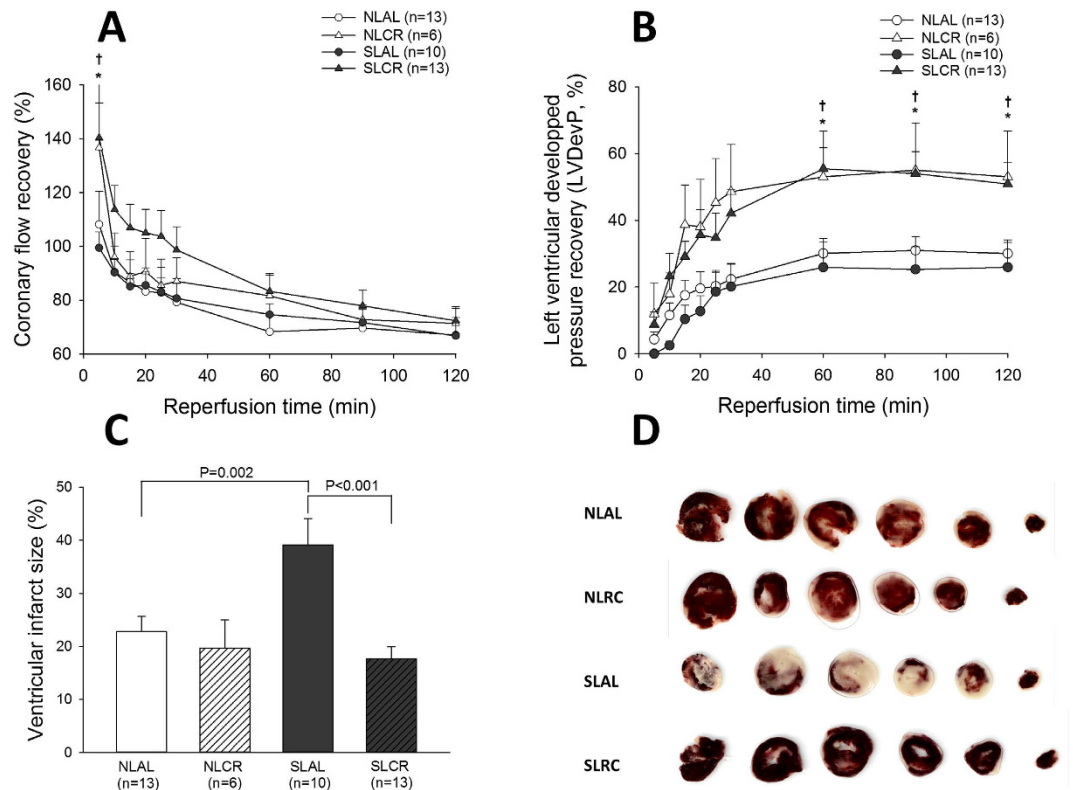 A
NLAL (n=13)
NLCR (n=6)
SLAL (n=10)
SLCR (n=13)
†
*
Coronary flow recovery (%)
160
140
120
100
80
60
0 20 40 60 80 100 120
Reperfusion time (min)
B
NLAL (n=13)
NLCR (n=6)
SLAL (n=10)
SLCR (n=13)
† † †
* * *
Left ventricular developped
pressure recovery (LVDevP, %)
80
60
40
20
0
0 20 40 60 80 100 120
Reperfusion time (min)
C
P=0.002
P<0.001
Ventricular infarct size (%)
50
40
30
20
10
0
NLAL NLCR SLAL SLCR
(n=13) (n=6) (n=10) (n=13)
D
NLAL
NLRC
SLAL
SLRC